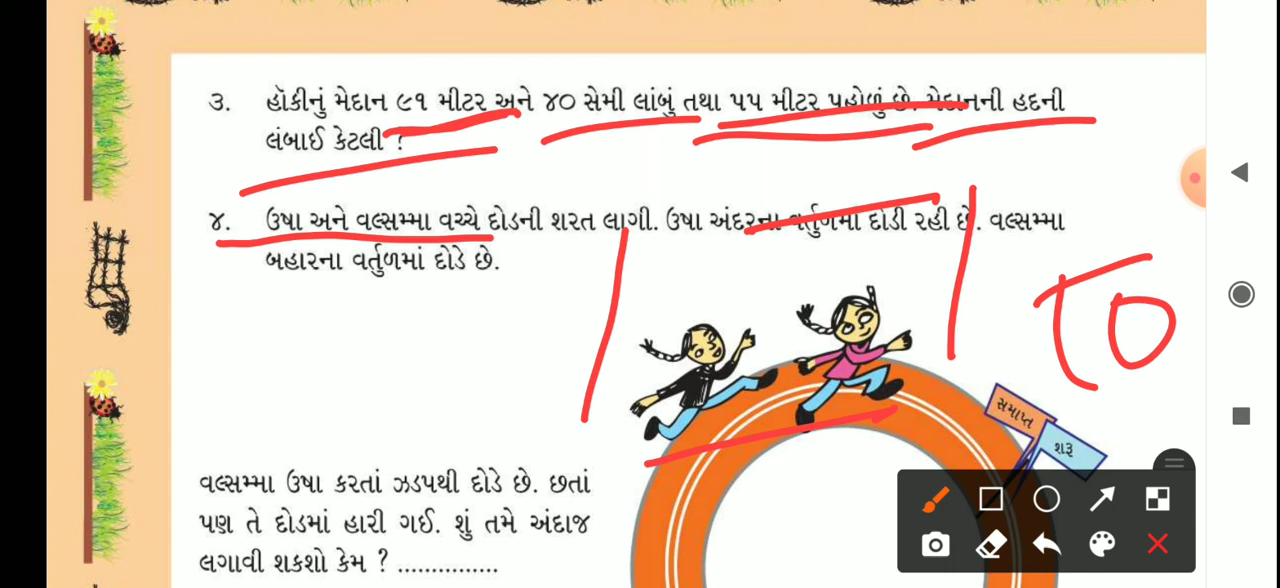 ૩. હૉકીનું મેદાન ૯૧ મીટર અને ૪૦ સેમી લાંબું તથા ૫૫ મીટર પહોળું છે. મેદાનની હદની
લંબાઈ કેટલી ?
૪. ઉષા અને વલ્સમ્મા વચ્ચે દોડની શરત લાગી. ઉષા અંદરના વર્તુળમાં દોડી રહી છે. વલ્સમ્મા
બહારના વર્તુળમાં દોડે છે.
સમાપ્ત
શરૂ
વલ્સમ્મા ઉષા કરતાં ઝડપથી દોડે છે. છતાં
પણ તે દોડમાં હારી ગઈ. શું તમે અંદાજ
લગાવી શકશો કેમ ? ...............